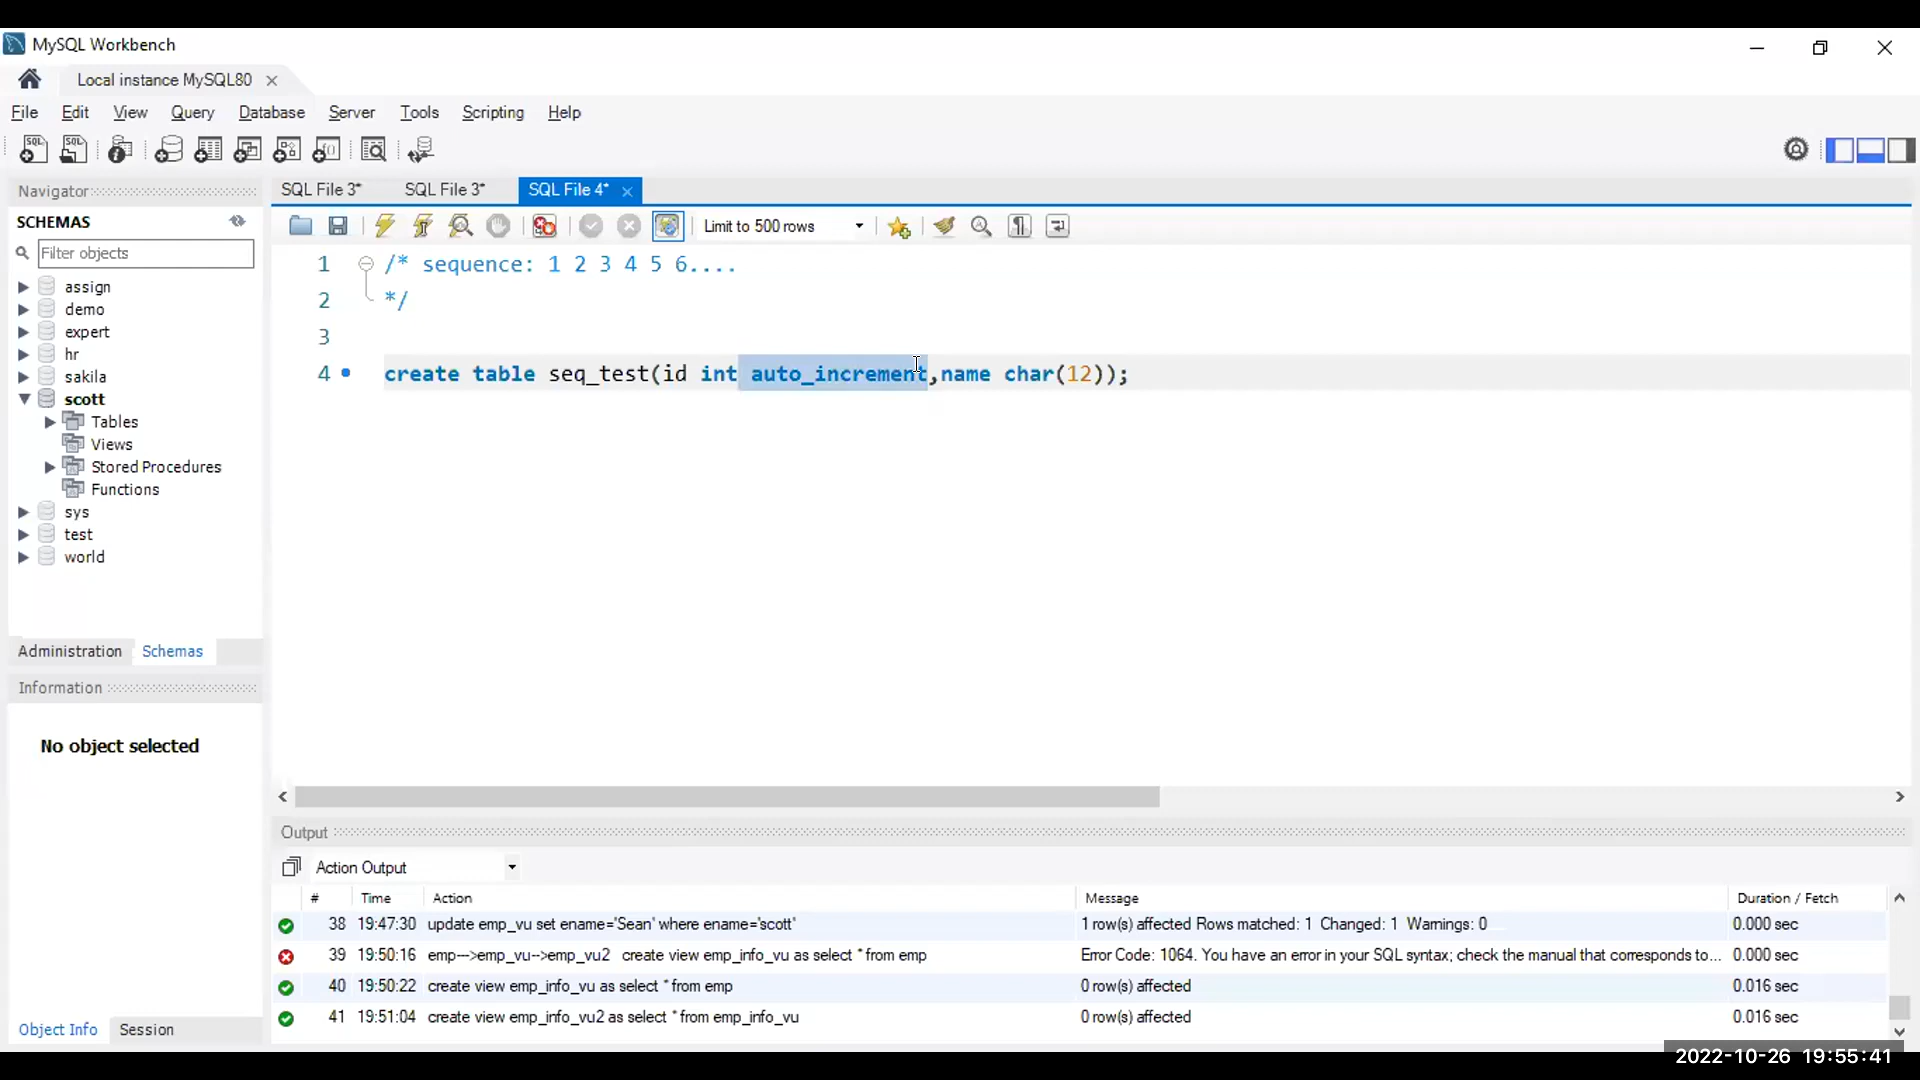 MySQL Workbench
Local instance MySQL80
File Edit View Query Database Server Tools Scripting Help
Navigator
SCHEMAS
Filter objects
assign
demo
expert
hr
sakila
scott
Tables
Views
Stored Procedures
Functions
sys
test
world
Administration Schemas
Information
No object selected
Object Info Session
SQL File 3* SQL File 3* SQL File 4*
Limit to 500 rows
1 /* sequence: 1 2 3 4 5 6....
2 */
3
4 create table seq_test(id int auto_increment,name char(12));
Output
Action Output
# Time Action Message Duration / Fetch
38 19:47:30 update emp_vu set ename='Sean' where ename='scott' 1 row(s) affected Rows matched: 1 Changed: 1 Warnings: 0 0.000 sec
39 19:50:16 emp--->emp_vu-->emp_vu2 create view emp_info_vu as select * from emp Error Code: 1064. You have an error in your SQL syntax; check the manual that corresponds to... 0.000 sec
40 19:50:22 create view emp_info_vu as select * from emp 0 row(s) affected 0.016 sec
41 19:51:04 create view emp_info_vu2 as select * from emp_info_vu 0 row(s) affected 0.016 sec
2022-10-26 19:55:41